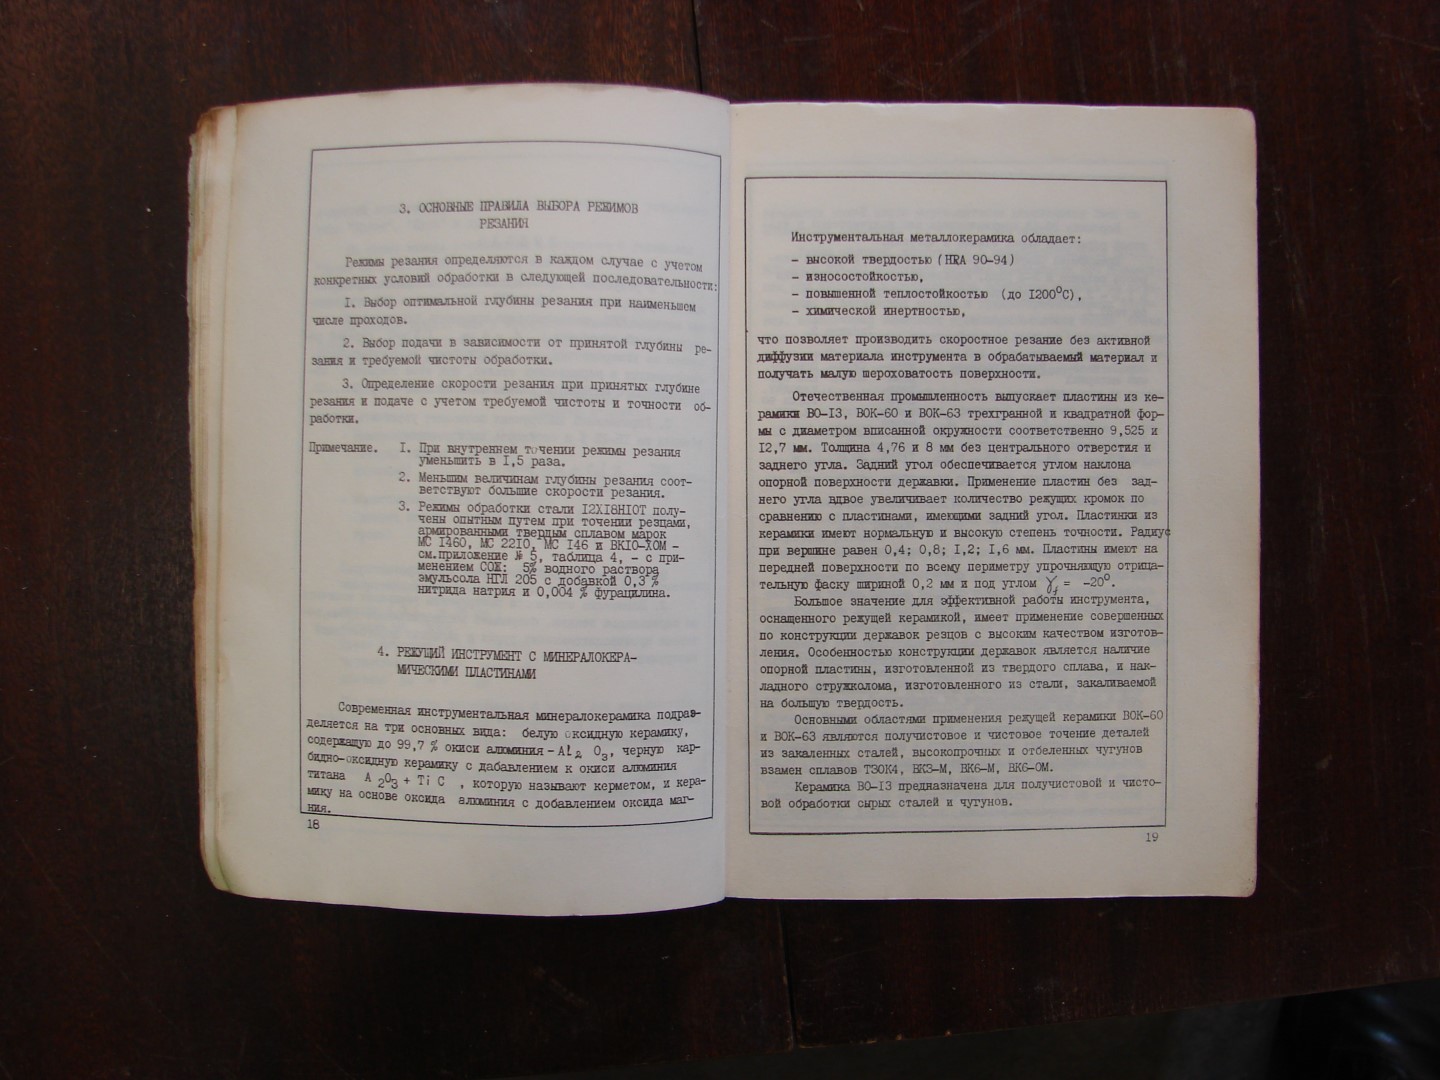 3. ОСНОВНЫЕ ПРАВИЛА ВЫБОРА РЕЖИМОВ
РЕЗАНИЯ
Режимы резания определяются в каждом случае с учетом
конкретных условий обработки в следующей последовательности:
I. Выбор оптимальной глубины резания при наименьшем
числе проходов.
2. Выбор подачи в зависимости от принятой глубины ре-
зания и требуемой чистоты обработки.
3. Определение скорости резания при принятых глубине
резания и подаче с учетом требуемой чистоты и точности об-
работки.
Примечание. I. При внутреннем точении режимы резания
уменьшить в I,5 раза.
2. Меньшим величинам глубины резания соот-
ветствуют большие скорости резания.
3. Режимы обработки стали I2XI8HIOT полу-
чены опытным путем при точении резцами,
армированными твердым сплавом марок
МС I460, МС 22IO, МС I46 и ВКIO-ХОМ -
см.приложение № 5, таблица 4, - с при-
менением СОЖ: 5% водного раствора
эмульсола НГЛ 205 с добавкой 0,3 %
нитрида натрия и 0,004 % фурацилина.
4. РЕЖУЩИЙ ИНСТРУМЕНТ С МИНЕРАЛОКЕРА-
МИЧЕСКИМИ ПЛАСТИНАМИ
Современная инструментальная минералокерамика подраз-
деляется на три основных вида: белую оксидную керамику,
содержащую до 99,7 % окиси алюминия - Al2 O3, черную кар-
бидно-оксидную керамику с дабавлением к окиси алюминия
титана A 2O3 + Ti C , которую называют керметом, и кера-
мику на основе оксида алюминия с добавлением оксида маг-
ния.
18
Инструментальная металлокерамика обладает:
- высокой твердостью (HRA 90-94)
- износостойкостью,
- повышенной теплостойкостью (до I200°С),
- химической инертностью,
что позволяет производить скоростное резание без активной
диффузии материала инструмента в обрабатываемый материал и
получать малую шероховатость поверхности.
Отечественная промышленность выпускает пластины из ке-
рамики ВО-I3, ВОК-60 и ВОК-63 трехгранной и квадратной фор-
мы с диаметром вписанной окружности соответственно 9,525 и
I2,7 мм. Толщина 4,76 и 8 мм без центрального отверстия и
заднего угла. Задний угол обеспечивается углом наклона
опорной поверхности державки. Применение пластин без зад-
него угла вдвое увеличивает количество режущих кромок по
сравнению с пластинами, имеющими задний угол. Пластинки из
керамики имеют нормальную и высокую степень точности. Радиус
при вершине равен 0,4; 0,8; I,2; I,6 мм. Пластины имеют на
передней поверхности по всему периметру упрочняющую отрица-
тельную фаску шириной 0,2 мм и под углом γf = -20°.
Большое значение для эффективной работы инструмента,
оснащенного режущей керамикой, имеет применение совершенных
по конструкции державок резцов с высоким качеством изготов-
ления. Особенностью конструкции державок является наличие
опорной пластины, изготовленной из твердого сплава, и нак-
ладного стружколома, изготовленного из стали, закаливаемой
на большую твердость.
Основными областями применения режущей керамики ВОК-60
и ВОК-63 являются получистовое и чистовое точение деталей
из закаленных сталей, высокопрочных и отбеленных чугунов
взамен сплавов ТЗОК4, ВКЗ-М, ВК6-М, ВК6-ОМ.
Керамика ВО-I3 предназначена для получистовой и чисто-
вой обработки сырых сталей и чугунов.
19